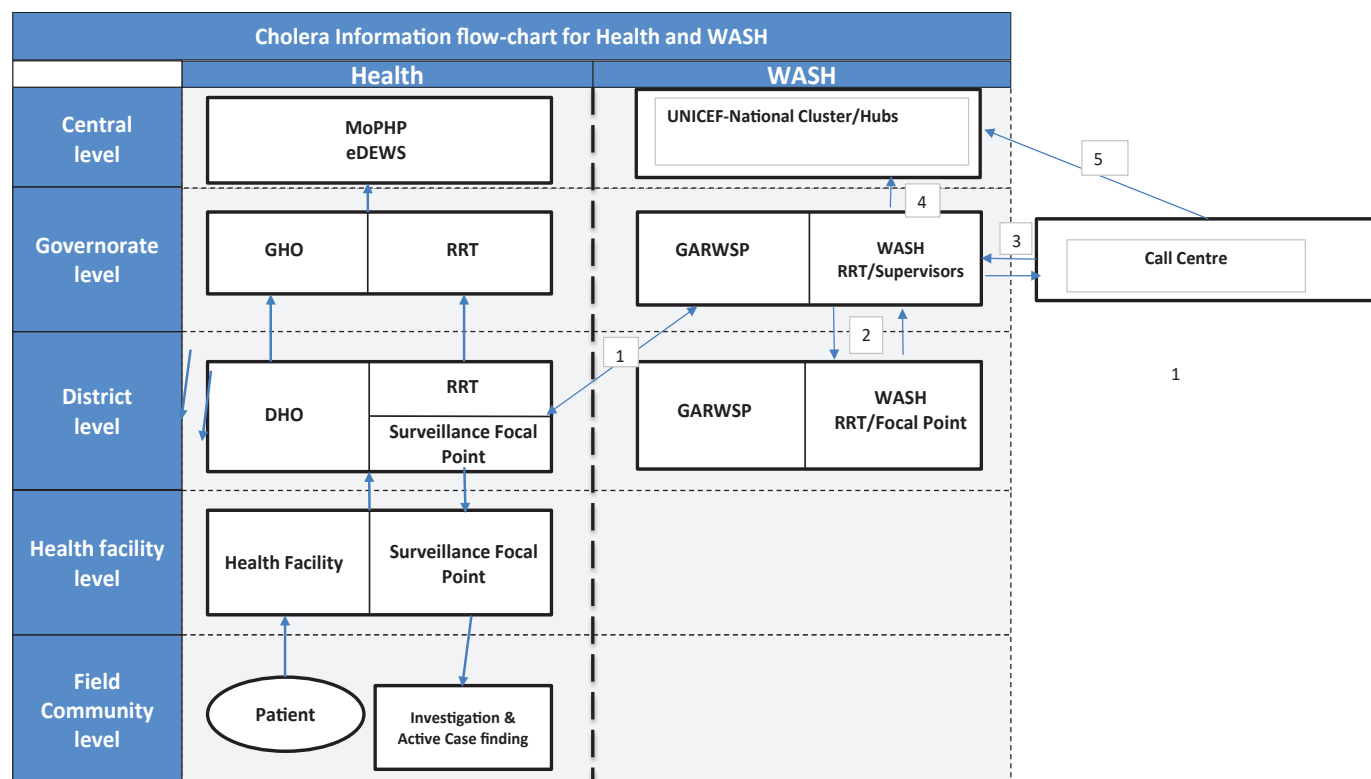 Cholera Information flow-chart for Health and WASH
Health
WASH
Central
level
MoPHP
eDEWS
UNICEF-National Cluster/Hubs
5
4
Governorate
level
GHO
RRT
GARWSP
WASH
RRT/Supervisors
3
Call Centre
2
1
1
District
level
DHO
RRT
Surveillance Focal
Point
GARWSP
WASH
RRT/Focal Point
Health facility
level
Health Facility
Surveillance Focal
Point
Field
Community
level
Patient
Investigation &
Active Case finding